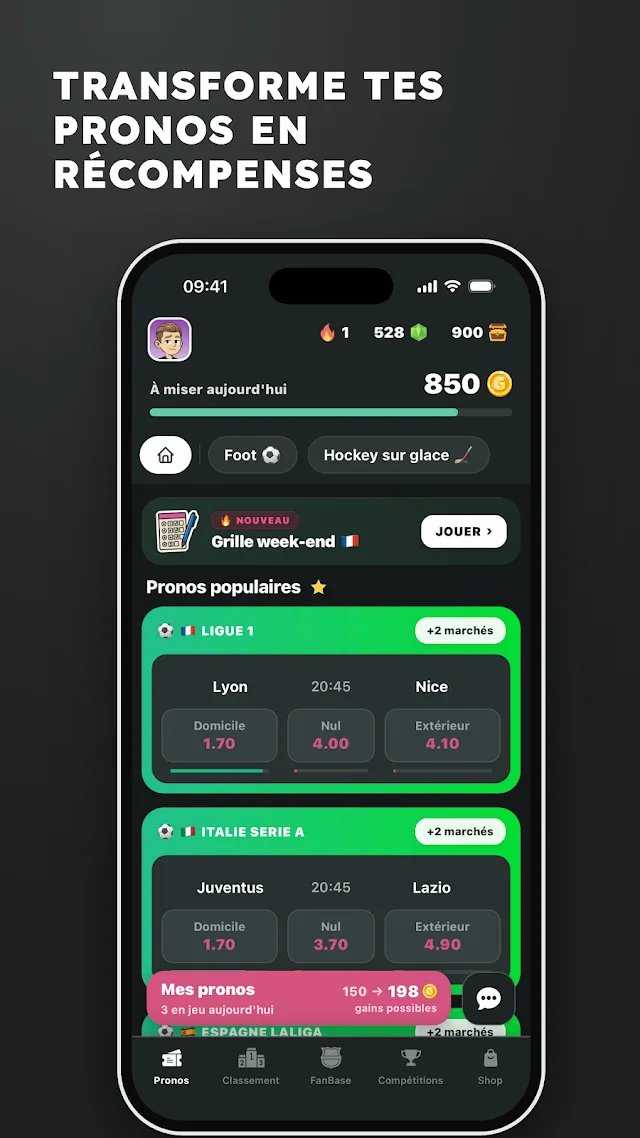 TRANSFORME TES
PRONOS EN
RÉCOMPENSES
09:41
1 528 900
À miser aujourd'hui 850 G
Foot Hockey sur glace
NOUVEAU
Grille week-end
JOUER ›
Pronos populaires
LIGUE 1 +2 marchés
Lyon 20:45 Nice
Domicile Nul Extérieur
1.70 4.00 4.10
ITALIE SERIE A +2 marchés
Juventus 20:45 Lazio
Domicile Nul Extérieur
1.70 3.70 4.90
Mes pronos 150 → 198 G
3 en jeu aujourd'hui gains possibles
ESPAGNE LALIGA +2 marchés
Pronos Classement FanBase Compétitions Shop